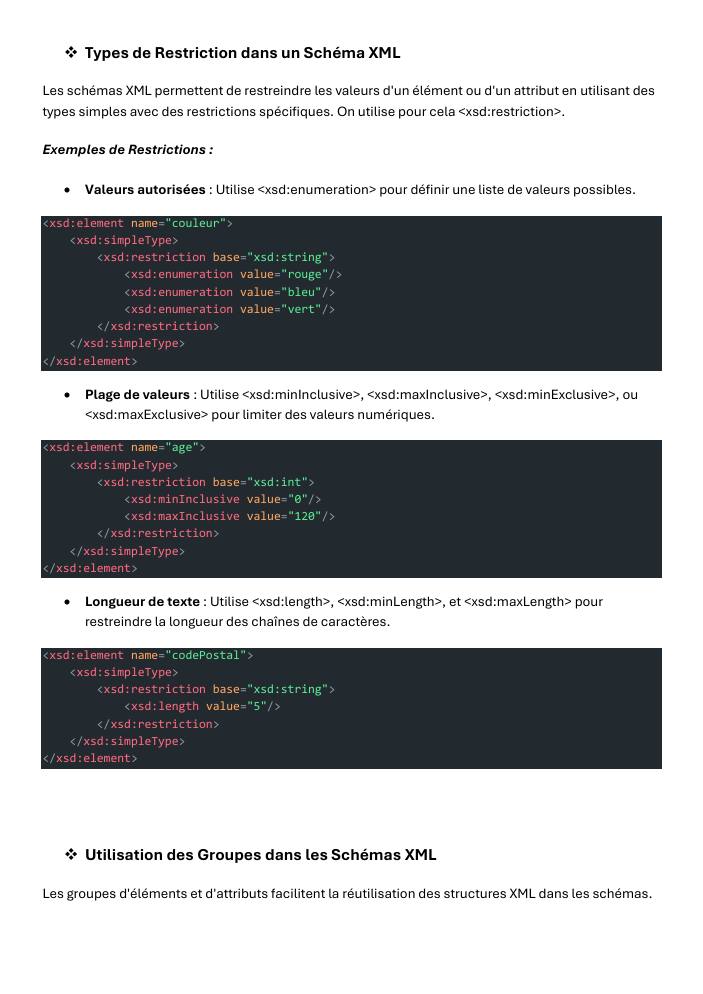 ❖ Types de Restriction dans un Schéma XML
Les schémas XML permettent de restreindre les valeurs d'un élément ou d'un attribut en utilisant des
types simples avec des restrictions spécifiques. On utilise pour cela <xsd:restriction>.
Exemples de Restrictions :
• Valeurs autorisées : Utilise <xsd:enumeration> pour définir une liste de valeurs possibles.
<xsd:element name="couleur">
    <xsd:simpleType>
        <xsd:restriction base="xsd:string">
            <xsd:enumeration value="rouge"/>
            <xsd:enumeration value="bleu"/>
            <xsd:enumeration value="vert"/>
        </xsd:restriction>
    </xsd:simpleType>
</xsd:element>
• Plage de valeurs : Utilise <xsd:minInclusive>, <xsd:maxInclusive>, <xsd:minExclusive>, ou
<xsd:maxExclusive> pour limiter des valeurs numériques.
<xsd:element name="age">
    <xsd:simpleType>
        <xsd:restriction base="xsd:int">
            <xsd:minInclusive value="0"/>
            <xsd:maxInclusive value="120"/>
        </xsd:restriction>
    </xsd:simpleType>
</xsd:element>
• Longueur de texte : Utilise <xsd:length>, <xsd:minLength>, et <xsd:maxLength> pour
restreindre la longueur des chaînes de caractères.
<xsd:element name="codePostal">
    <xsd:simpleType>
        <xsd:restriction base="xsd:string">
            <xsd:length value="5"/>
        </xsd:restriction>
    </xsd:simpleType>
</xsd:element>
❖ Utilisation des Groupes dans les Schémas XML
Les groupes d'éléments et d'attributs facilitent la réutilisation des structures XML dans les schémas.